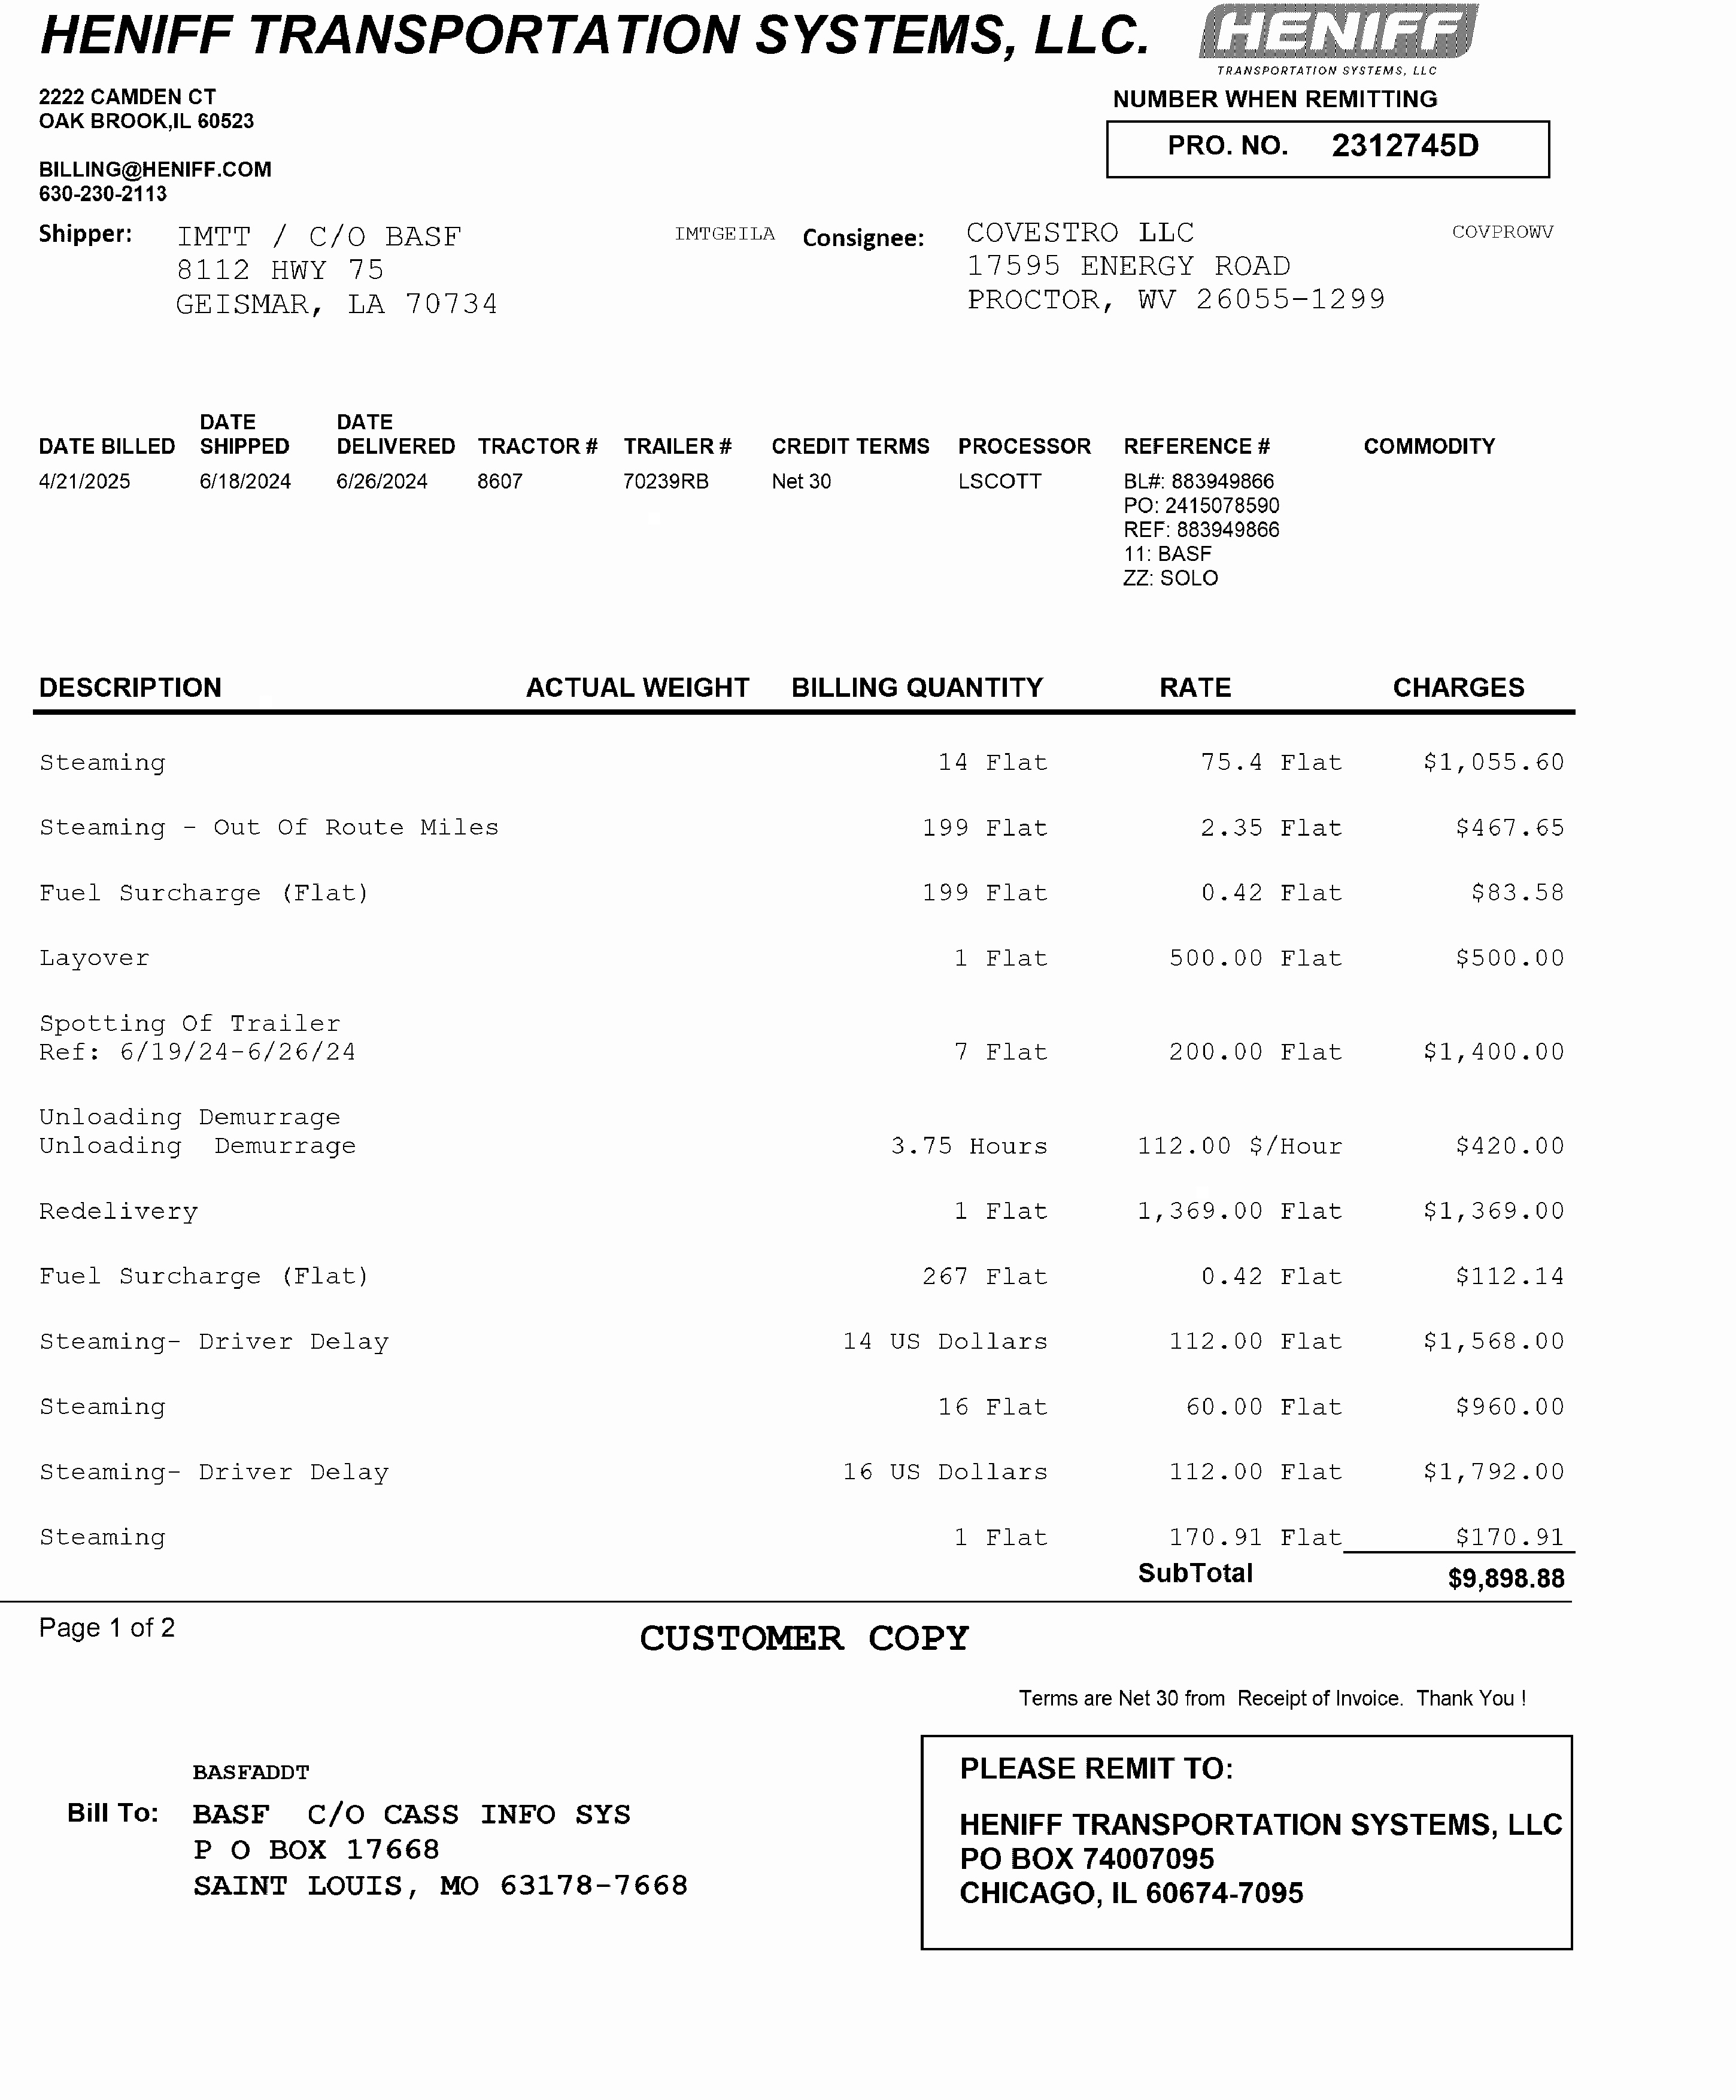 HENIFF TRANSPORTATION SYSTEMS, LLC.
HENIFF
TRANSPORTATION SYSTEMS, LLC
2222 CAMDEN CT
OAK BROOK,IL 60523
NUMBER WHEN REMITTING
PRO. NO. 2312745D
BILLING@HENIFF.COM
630-230-2113
Shipper: IMTT / C/O BASF IMTGEILA
8112 HWY 75
GEISMAR, LA 70734
Consignee: COVESTRO LLC COVPROWV
17595 ENERGY ROAD
PROCTOR, WV 26055-1299
DATE BILLED DATE SHIPPED DATE DELIVERED TRACTOR # TRAILER # CREDIT TERMS PROCESSOR REFERENCE # COMMODITY
4/21/2025 6/18/2024 6/26/2024 8607 70239RB Net 30 LSCOTT BL#: 883949866
PO: 2415078590
REF: 883949866
11: BASF
ZZ: SOLO
DESCRIPTION ACTUAL WEIGHT BILLING QUANTITY RATE CHARGES
Steaming 14 Flat 75.4 Flat $1,055.60
Steaming - Out Of Route Miles 199 Flat 2.35 Flat $467.65
Fuel Surcharge (Flat) 199 Flat 0.42 Flat $83.58
Layover 1 Flat 500.00 Flat $500.00
Spotting Of Trailer
Ref: 6/19/24-6/26/24 7 Flat 200.00 Flat $1,400.00
Unloading Demurrage
Unloading Demurrage 3.75 Hours 112.00 $/Hour $420.00
Redelivery 1 Flat 1,369.00 Flat $1,369.00
Fuel Surcharge (Flat) 267 Flat 0.42 Flat $112.14
Steaming- Driver Delay 14 US Dollars 112.00 Flat $1,568.00
Steaming 16 Flat 60.00 Flat $960.00
Steaming- Driver Delay 16 US Dollars 112.00 Flat $1,792.00
Steaming 1 Flat 170.91 Flat $170.91
SubTotal $9,898.88
Page 1 of 2
CUSTOMER COPY
Terms are Net 30 from Receipt of Invoice. Thank You !
BASFADDT
Bill To: BASF C/O CASS INFO SYS
P O BOX 17668
SAINT LOUIS, MO 63178-7668
PLEASE REMIT TO:
HENIFF TRANSPORTATION SYSTEMS, LLC
PO BOX 74007095
CHICAGO, IL 60674-7095